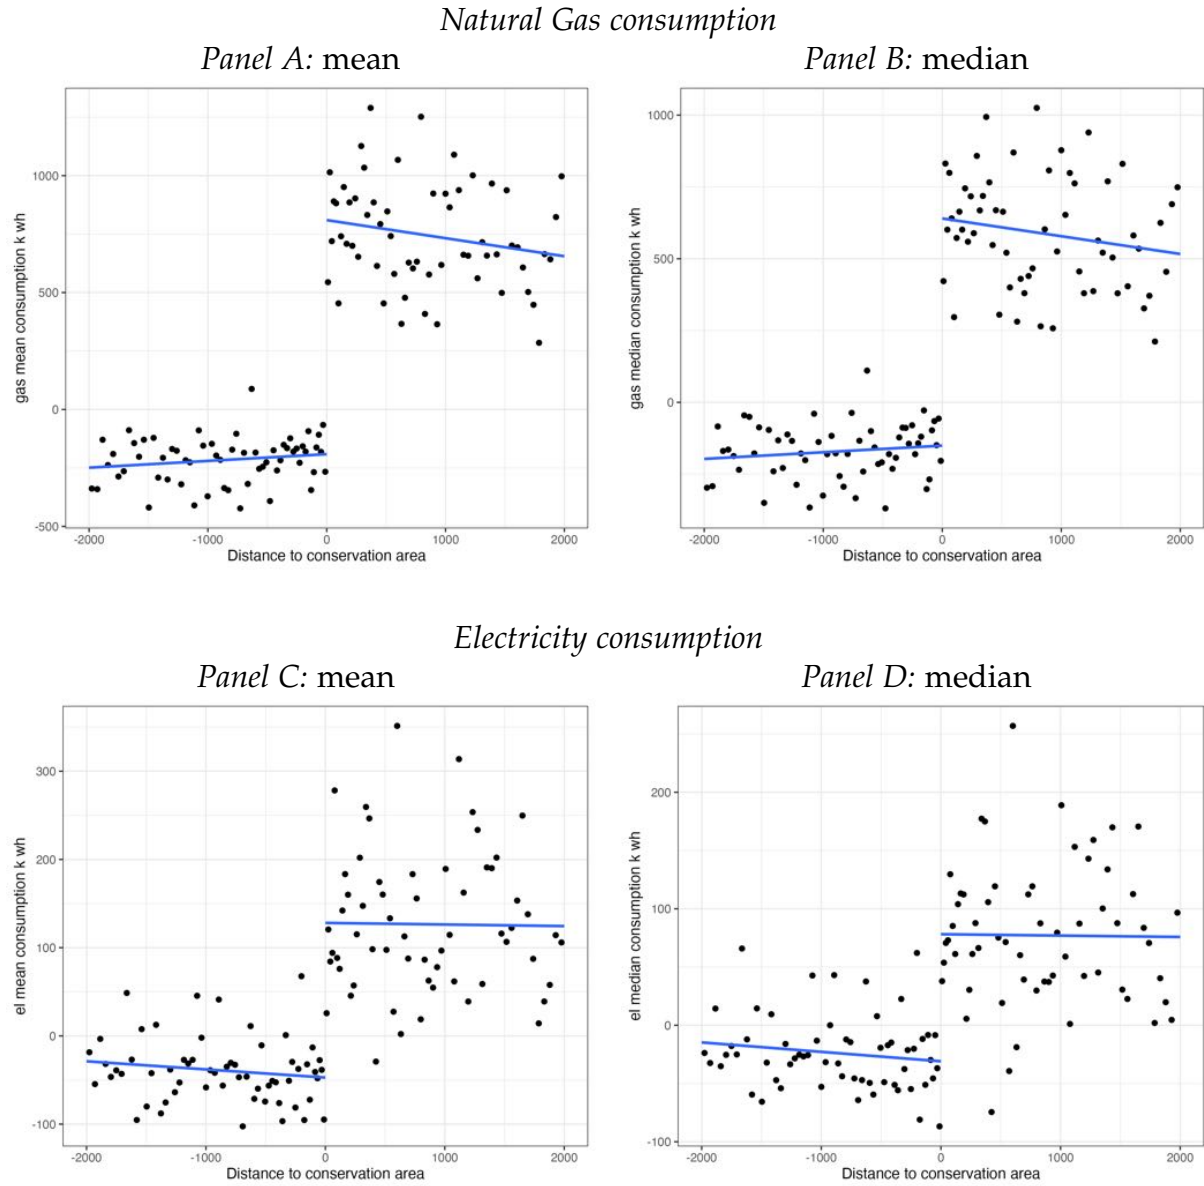 Natural Gas consumption
Panel A: mean
Panel B: median
gas mean consumption k wh
1000
500
0
-500
-2000
-1000
0
1000
2000
Distance to conservation area
gas median consumption k wh
1000
500
0
-2000
-1000
0
1000
2000
Distance to conservation area
Electricity consumption
Panel C: mean
Panel D: median
el mean consumption k wh
300
200
100
0
-100
-2000
-1000
0
1000
2000
Distance to conservation area
el median consumption k wh
200
100
0
-100
-2000
-1000
0
1000
2000
Distance to conservation area